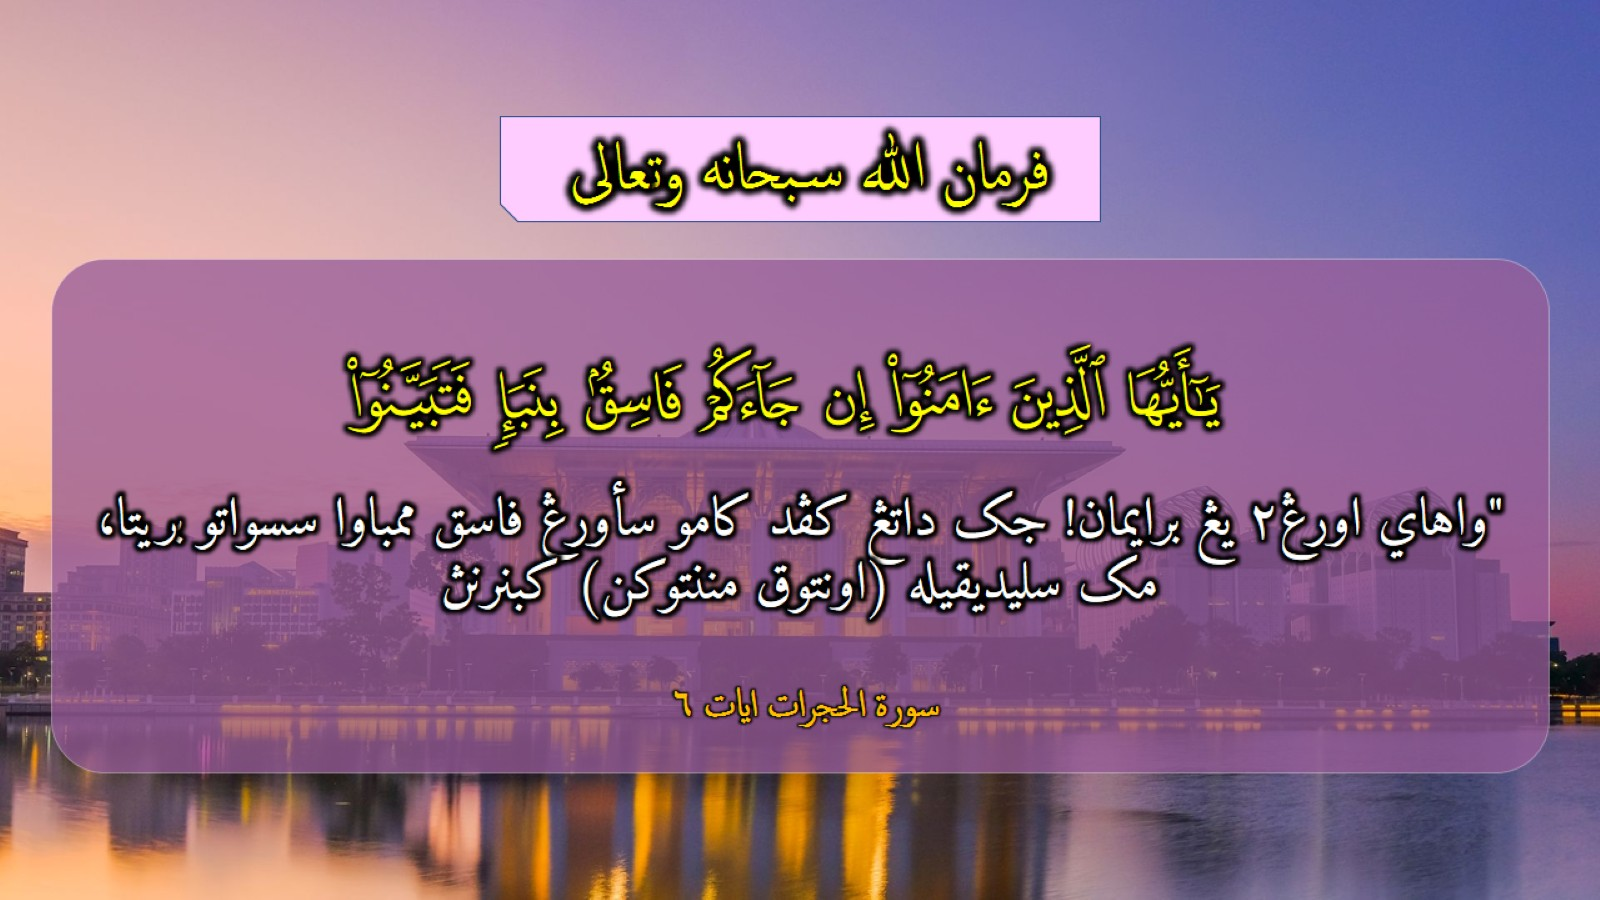 فرمان الله سبحانه وتعالى
يَـٰٓأَيُّهَا ٱلَّذِينَ ءَامَنُوٓا۟ إِن جَآءَكُمْ فَاسِقٌۢ بِنَبَإٍ فَتَبَيَّنُوٓا۟
"واهاي اورڠ٢ يڠ برايمان! جک داتڠ کڤد کامو سأورڠ فاسق ممباوا سسواتو بريتا،
مک سليديقيله (اونتوق مننتوکن) کبنرنڽ
سورة الحجرات ايات ٦